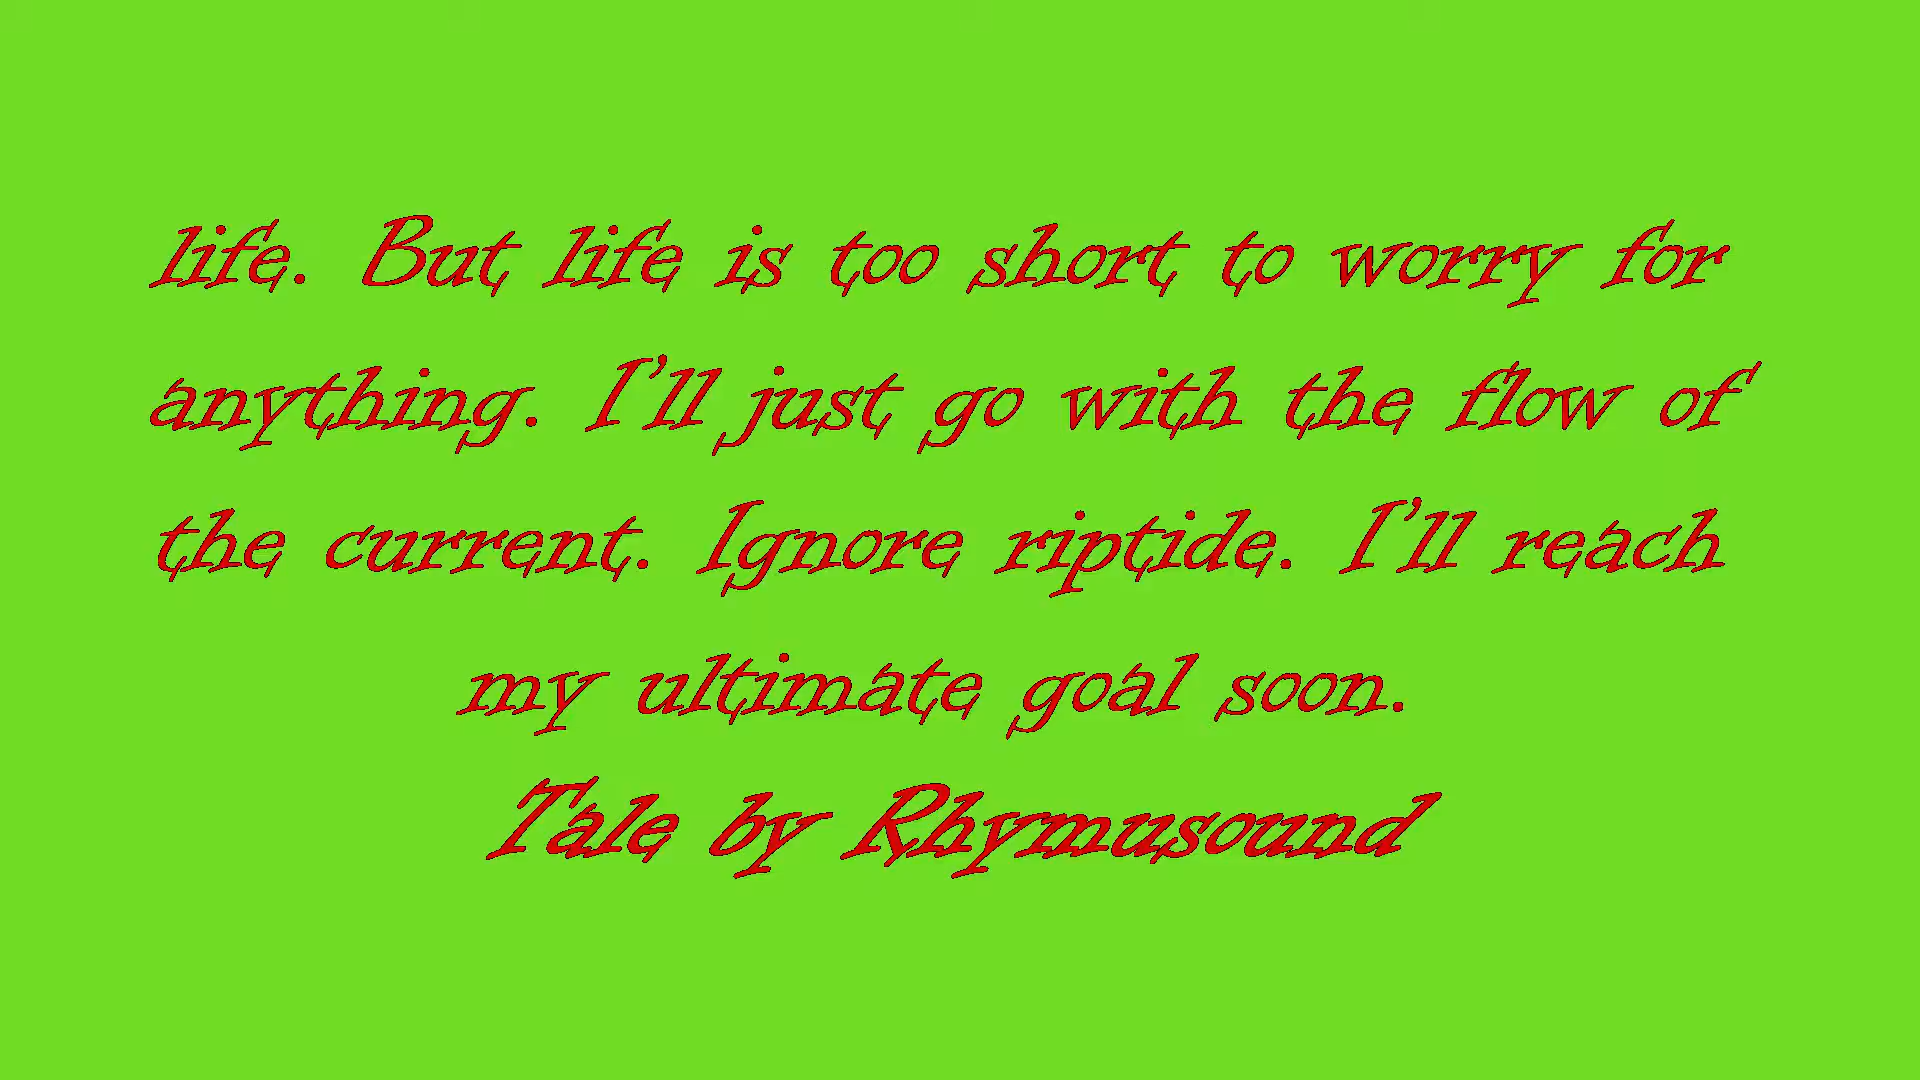 life. But life is too short to worry for
anything. I'll just go with the flow of
the current. Ignore riptide. I'll reach
my ultimate goal soon.
Tale by Rhymusound